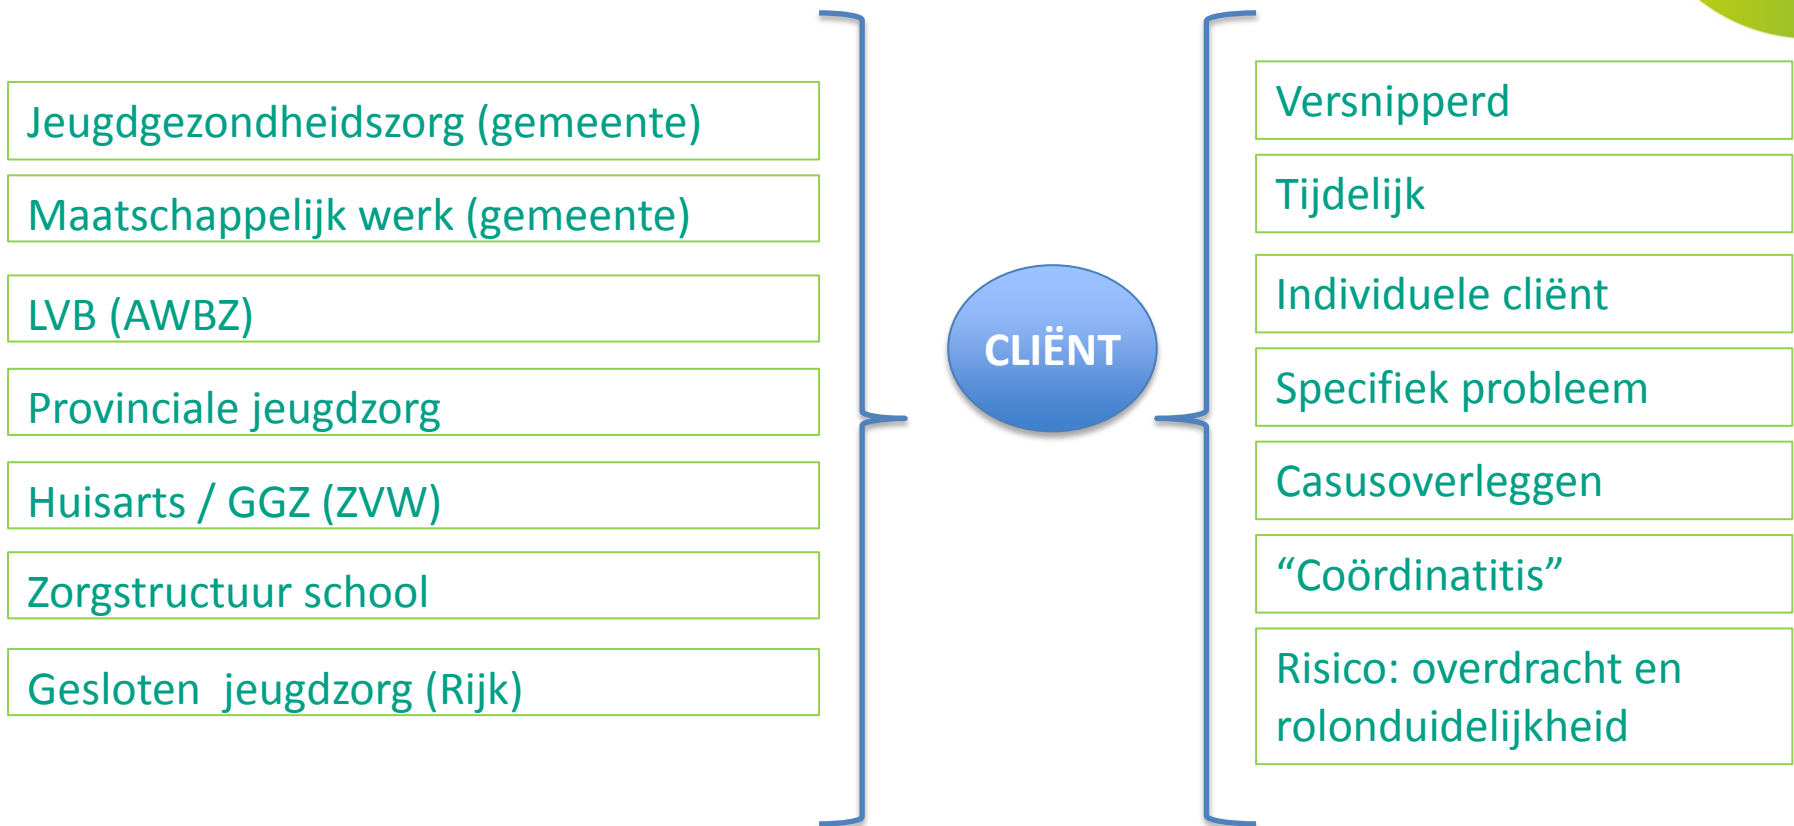 Jeugdgezondheidszorg (gemeente)
Maatschappelijk werk (gemeente)
LVB (AWBZ)
Provinciale jeugdzorg
Huisarts / GGZ (ZVW)
Zorgstructuur school
Gesloten  jeugdzorg (Rijk)
CLIËNT
Versnipperd
Tijdelijk
Individuele cliënt
Specifiek probleem
Casusoverleggen
“Coördinatitis”
Risico: overdracht en
rolonduidelijkheid